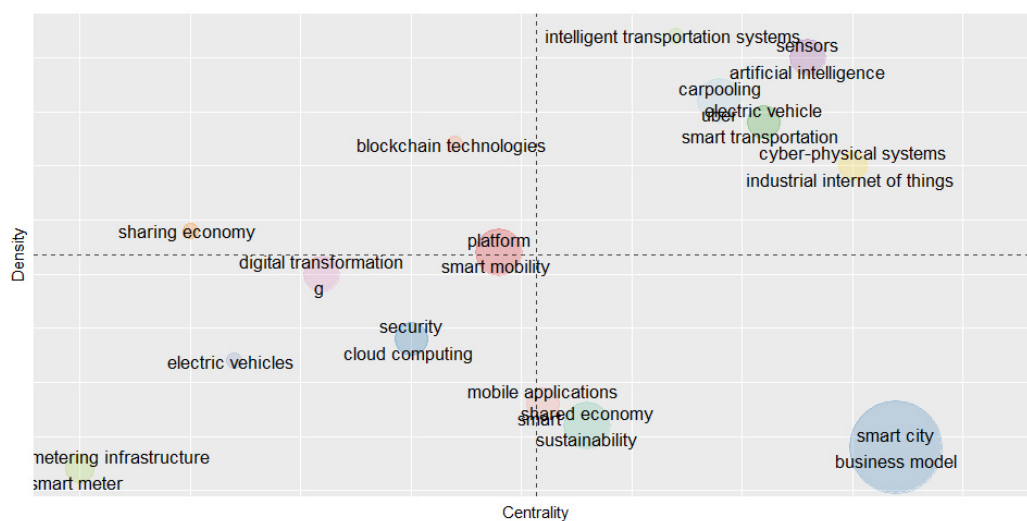 intelligent transportation systems
sensors
artificial intelligence
carpooling
uber
electric vehicle
smart transportation
blockchain technologies
cyber-physical systems
industrial internet of things
sharing economy
platform
smart mobility
digital transformation
g
security
cloud computing
electric vehicles
mobile applications
smart
shared economy
sustainability
smart city
business model
metering infrastructure
smart meter
Density
Centrality